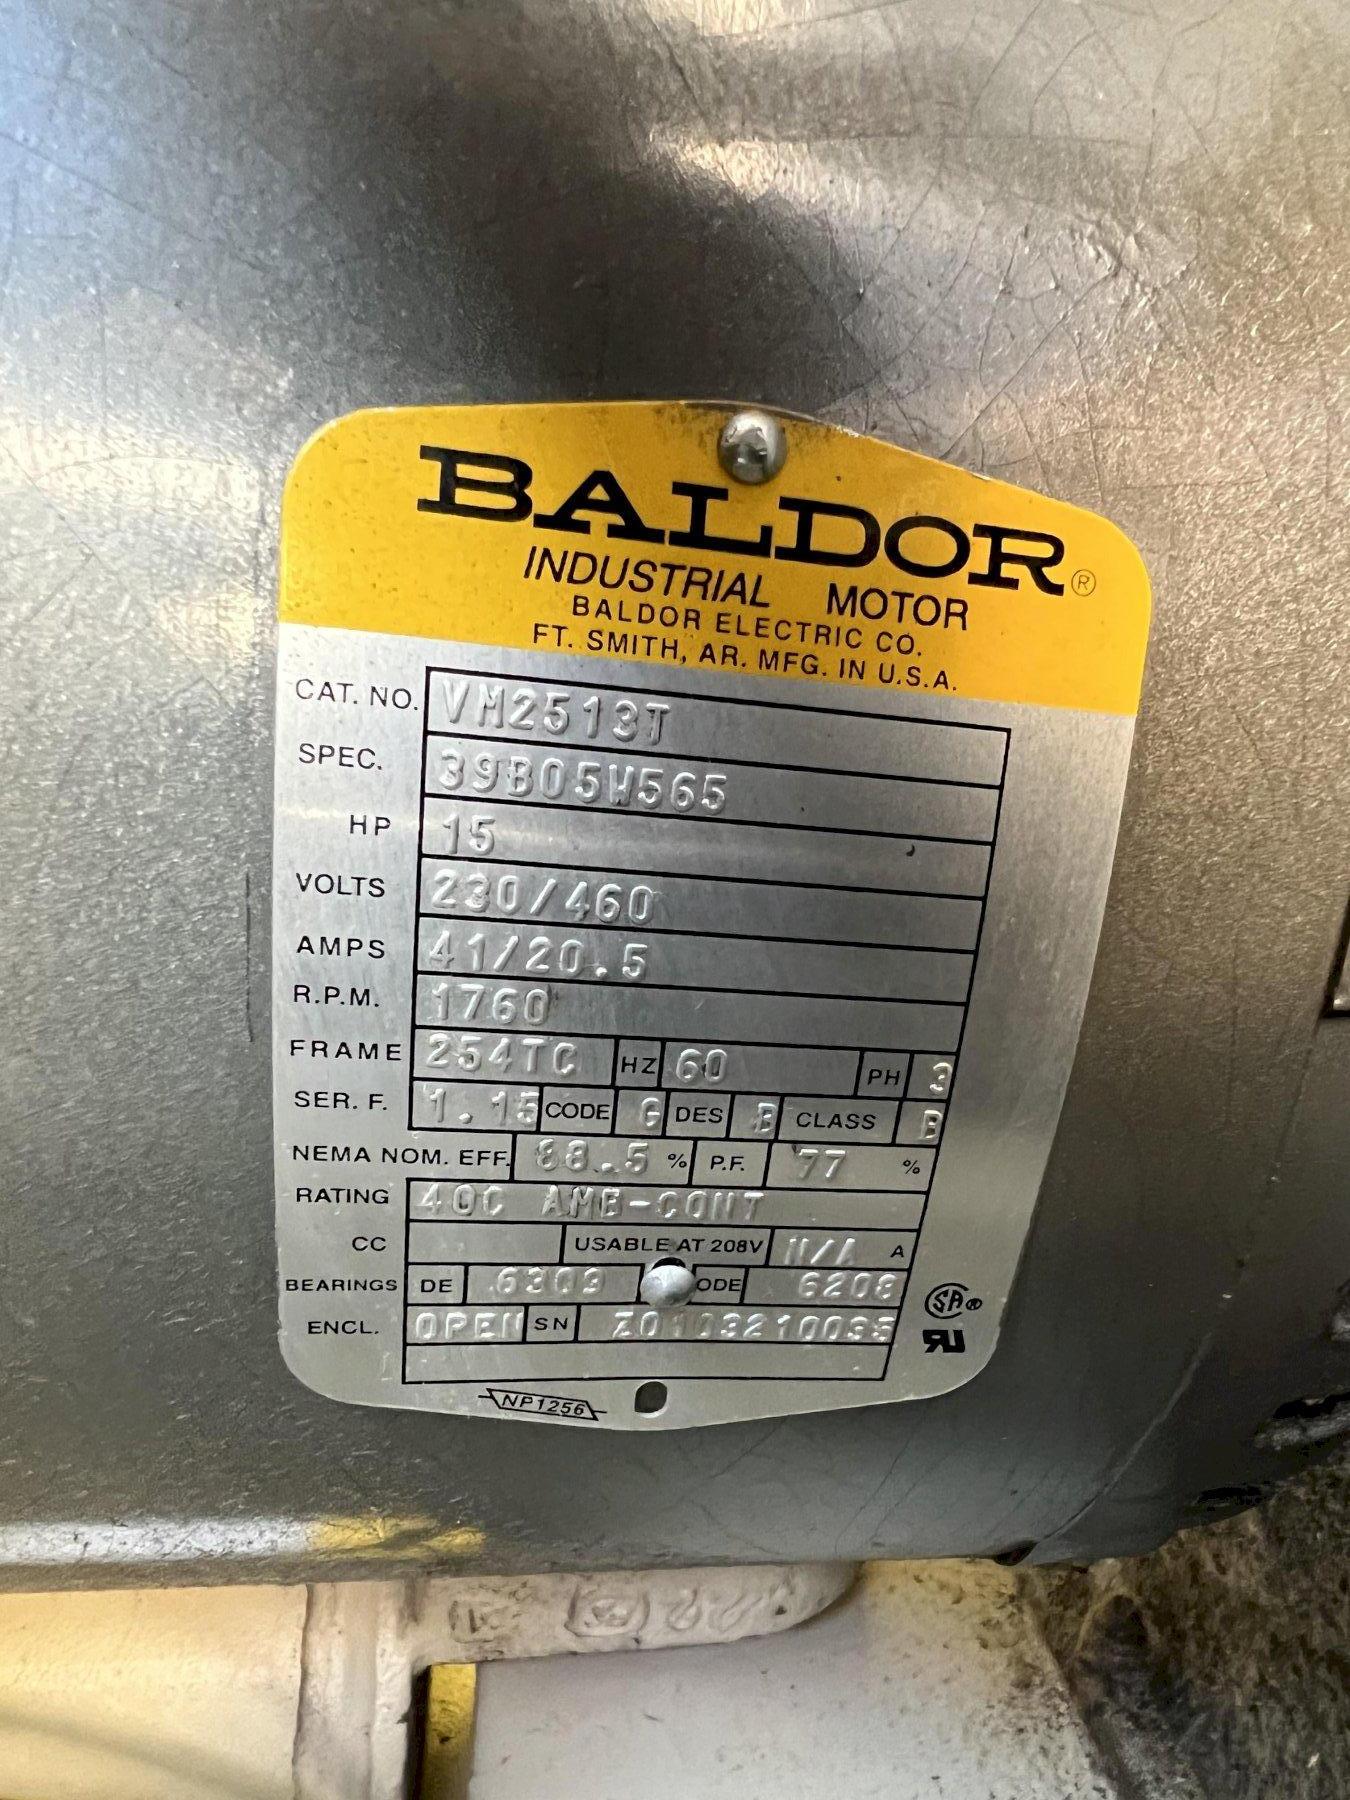 BALDOR®
INDUSTRIAL MOTOR
BALDOR ELECTRIC CO.
FT. SMITH, AR. MFG. IN U.S.A.
CAT. NO. VM2513T
SPEC. 39B05W565
HP 15
VOLTS 230/460
AMPS 41/20.5
R.P.M. 1760
FRAME 254TC HZ 60 PH 3
SER. F. 1.15 CODE G DES B CLASS B
NEMA NOM. EFF. 88.5 % P.F. 77 %
RATING 40C AMB-CONT
CC USABLE AT 208V N/A A
BEARINGS DE 6309 ODE 6208
ENCL. OPEN SN Z0103210035
NP1256